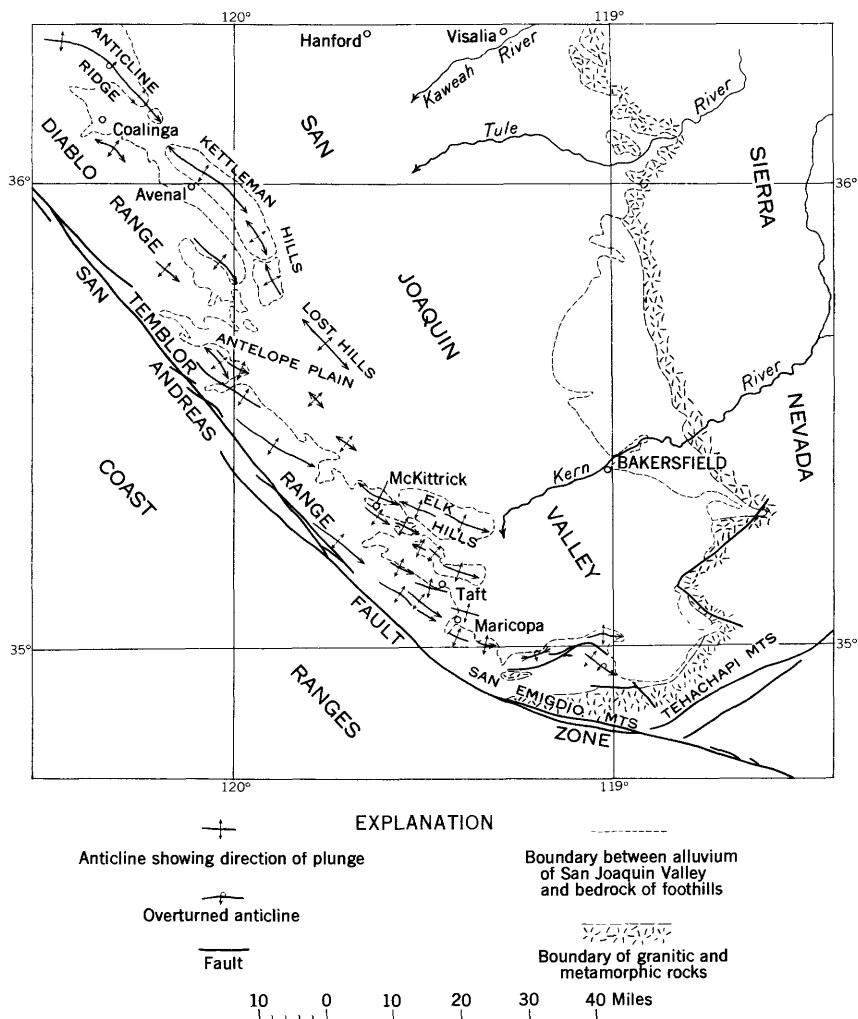 120°
119°
Hanford
Visalia
Kaweah River
ANTICLINE
RIDGE
Coalinga
DIABLO
RANGE
SAN
Tule
River
SIERRA
KETTLEMAN
HILLS
36°
Avenal
36°
SAN
TEMBLOR
JOAQUIN
LOST HILLS
ANTELOPE PLAIN
ANDREAS
River
NEVADA
COAST
RANGE
McKittrick
Kern
BAKERSFIELD
ELK
HILLS
VALLEY
Taft
FAULT
Maricopa
35°
35°
SAN
EMIGDIO MTS
TEHACHAPI MTS
RANGES
ZONE
120°
119°
EXPLANATION
Anticline showing direction of plunge
Overturned anticline
Fault
Boundary between alluvium
of San Joaquin Valley
and bedrock of foothills
Boundary of granitic and
metamorphic rocks
10 0 10 20 30 40 Miles